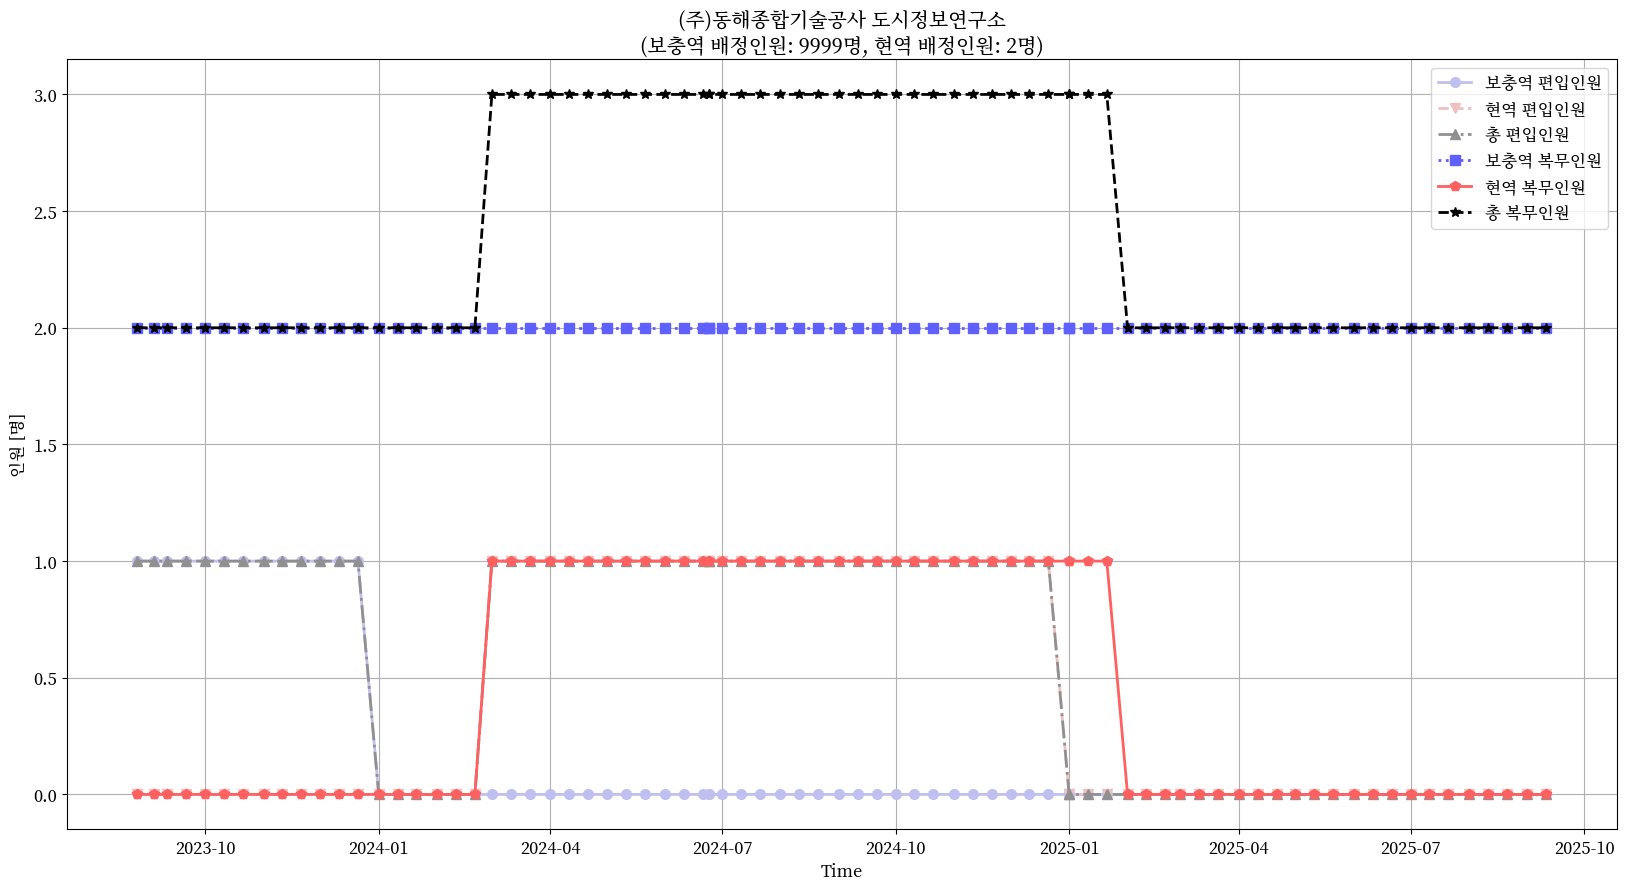 (주)동해종합기술공사 도시정보연구소
(보충역 배정인원: 9999명, 현역 배정인원: 2명)
보충역 편입인원
현역 편입인원
총 편입인원
보충역 복무인원
현역 복무인원
총 복무인원
인원 [명]
3.0
2.5
2.0
1.5
1.0
0.5
0.0
2023-10
2024-01
2024-04
2024-07
2024-10
2025-01
2025-04
2025-07
2025-10
Time